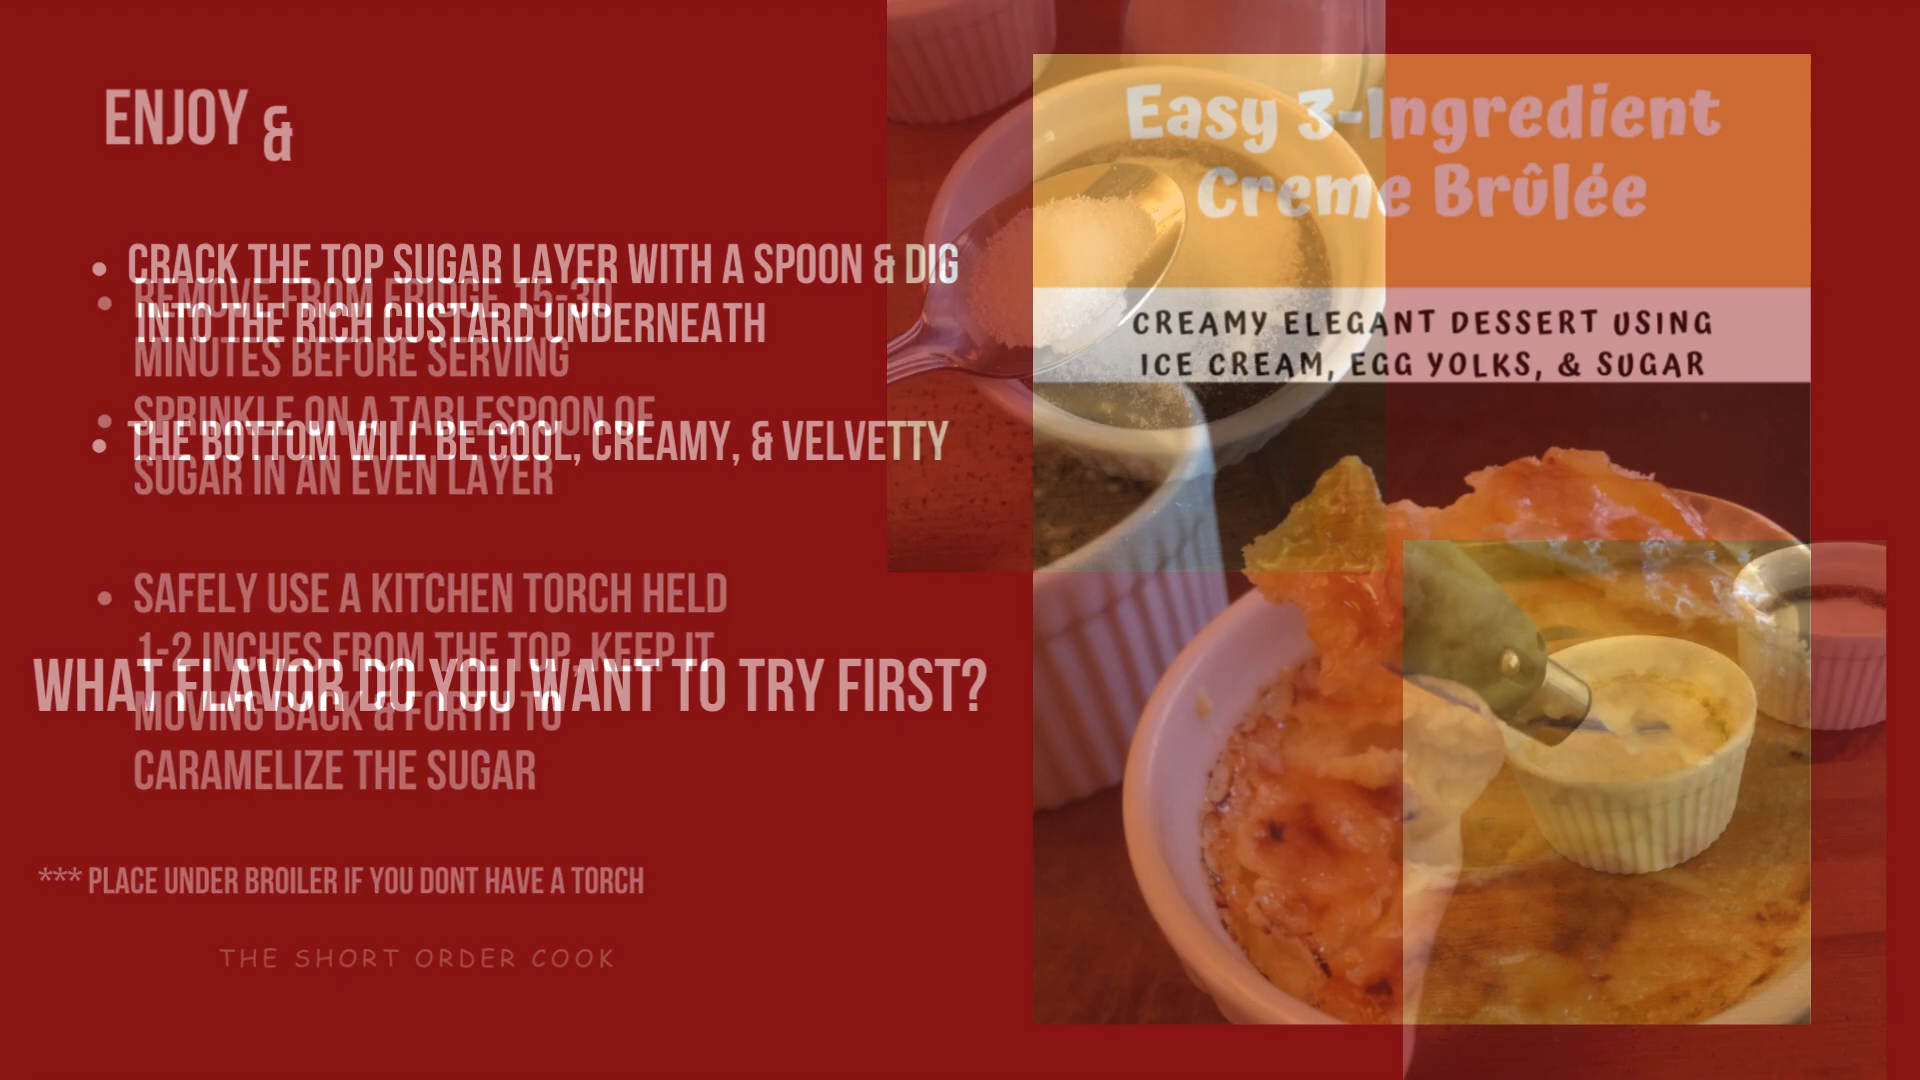 ENJOY &
CRACK THE TOP SUGAR LAYER WITH A SPOON & DIG
INTO THE RICH CUSTARD UNDERNEATH
THE BOTTOM WILL BE COOL, CREAMY, & VELVETTY
WHAT FLAVOR DO YOU WANT TO TRY FIRST?
REMOVE FROM FRIDGE 15-30
MINUTES BEFORE SERVING
SPRINKLE ON A TABLESPOON OF
SUGAR IN AN EVEN LAYER
SAFELY USE A KITCHEN TORCH HELD
1-2 INCHES FROM THE TOP, KEEP IT
MOVING BACK & FORTH TO
CARAMELIZE THE SUGAR
*** PLACE UNDER BROILER IF YOU DONT HAVE A TORCH
THE SHORT ORDER COOK
Easy 3-Ingredient
Creme Brûlée
CREAMY ELEGANT DESSERT USING
ICE CREAM, EGG YOLKS, & SUGAR